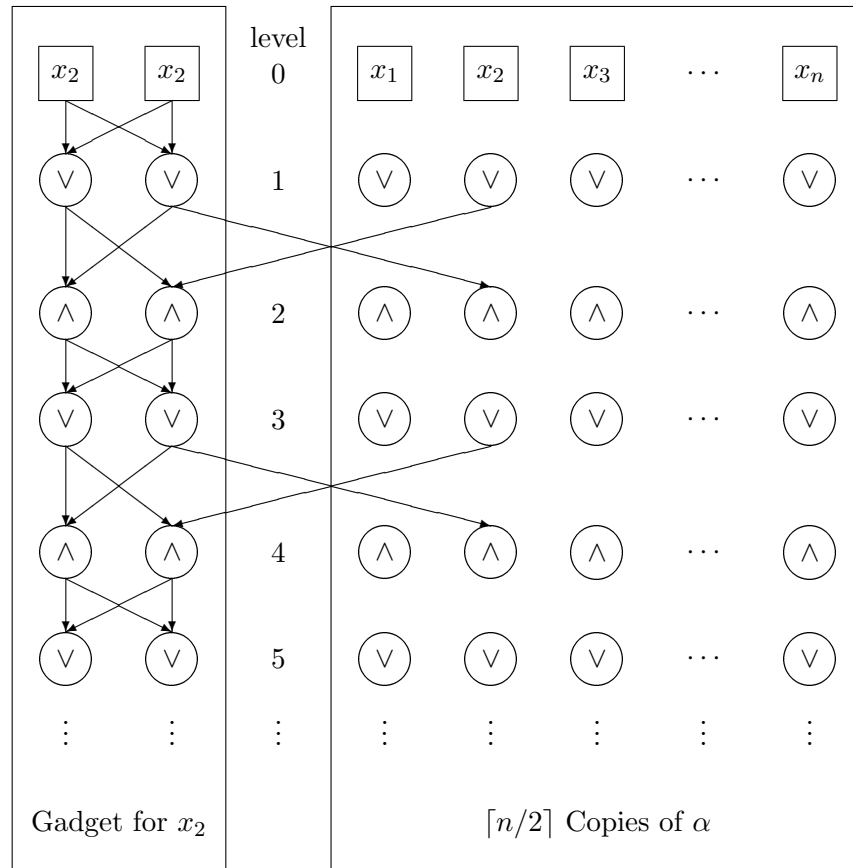 level
x₂ x₂ 0 x₁ x₂ x₃ ⋯ xₙ
∨ ∨ 1 ∨ ∨ ∨ ⋯ ∨
∧ ∧ 2 ∧ ∧ ∧ ⋯ ∧
∨ ∨ 3 ∨ ∨ ∨ ⋯ ∨
∧ ∧ 4 ∧ ∧ ∧ ⋯ ∧
∨ ∨ 5 ∨ ∨ ∨ ⋯ ∨
⋮ ⋮ ⋮ ⋮ ⋮ ⋮ ⋮
Gadget for x₂ ⌈n/2⌉ Copies of α